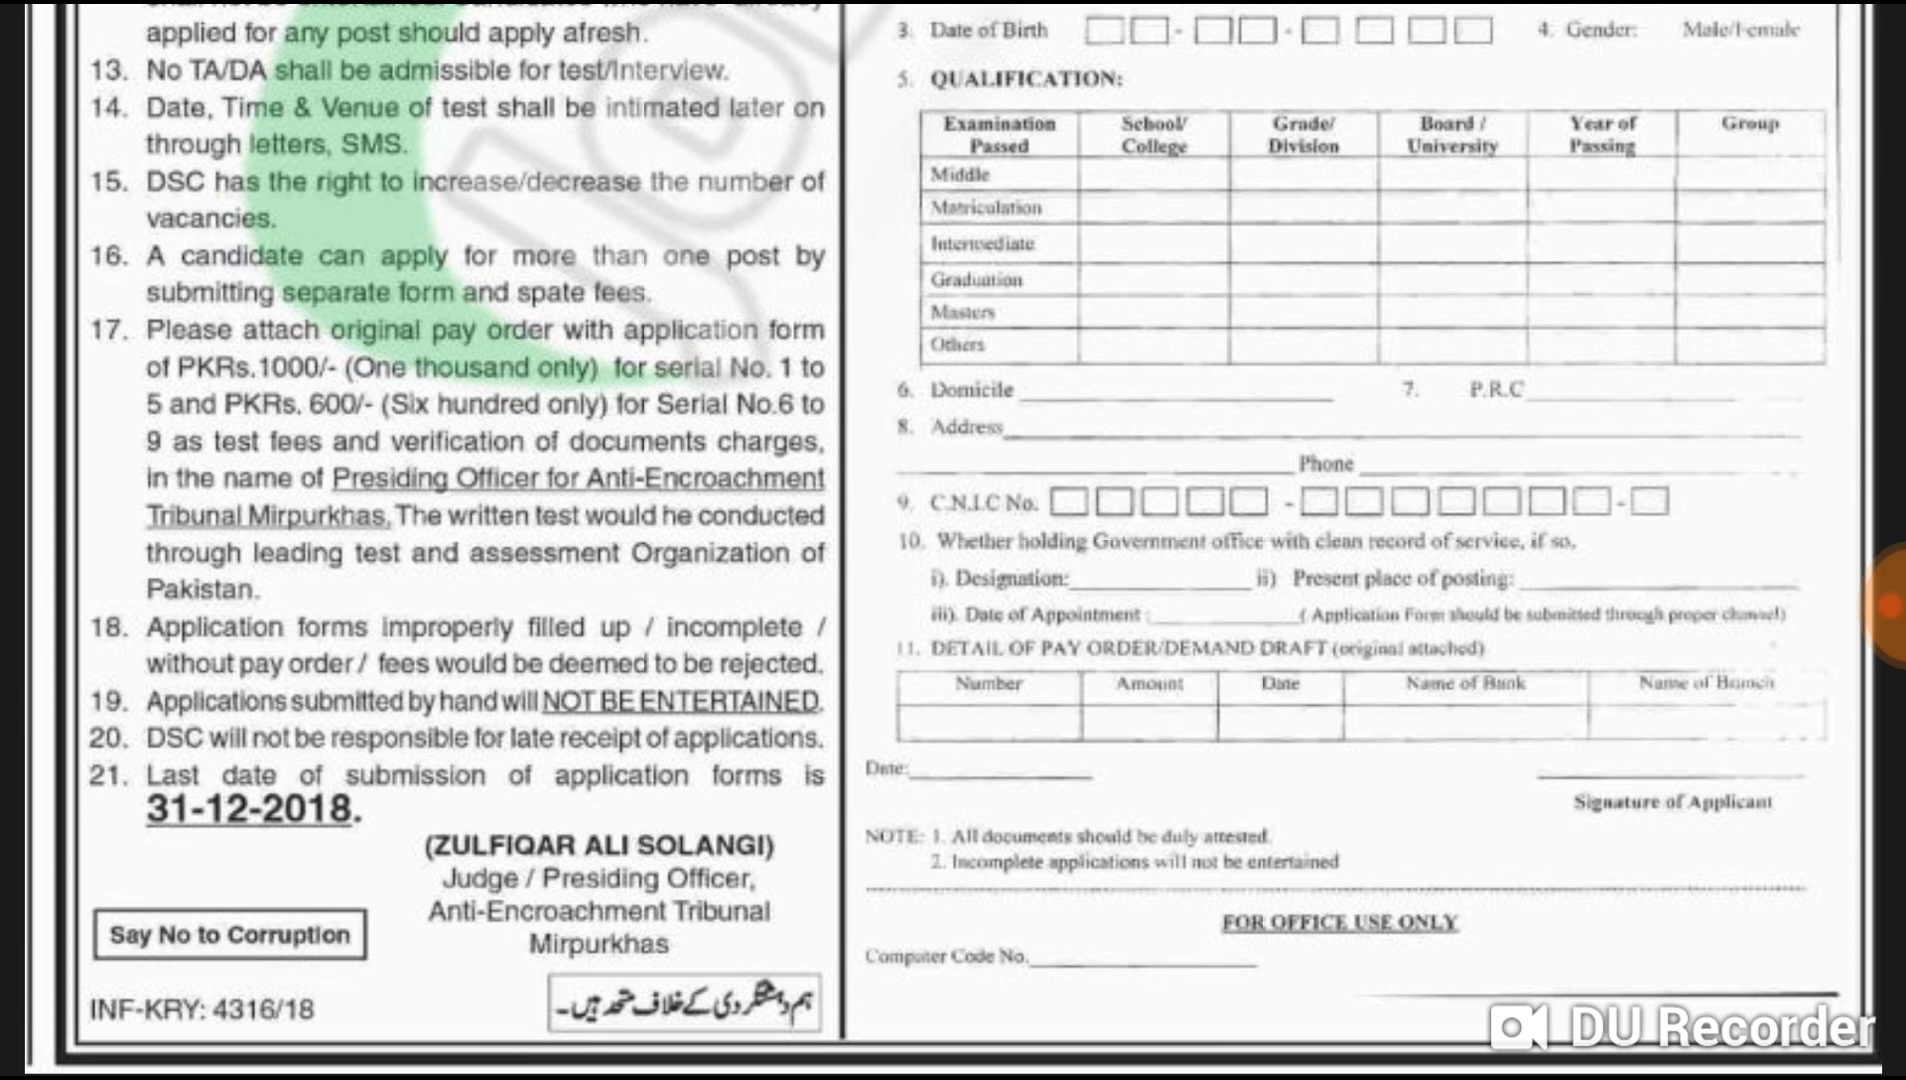 applied for any post should apply afresh.
13. No TA/DA shall be admissible for test/Interview.
14. Date, Time & Venue of test shall be intimated later on
through letters, SMS.
15. DSC has the right to increase/decrease the number of
vacancies.
16. A candidate can apply for more than one post by
submitting separate form and spate fees.
17. Please attach original pay order with application form
of PKRs.1000/- (One thousand only) for serial No. 1 to
5 and PKRs. 600/- (Six hundred only) for Serial No.6 to
9 as test fees and verification of documents charges,
in the name of Presiding Officer for Anti-Encroachment
Tribunal Mirpurkhas. The written test would he conducted
through leading test and assessment Organization of
Pakistan.
18. Application forms improperly filled up / incomplete /
without pay order / fees would be deemed to be rejected.
19. Applications submitted by hand will NOT BE ENTERTAINED.
20. DSC will not be responsible for late receipt of applications.
21. Last date of submission of application forms is
31-12-2018.
(ZULFIQAR ALI SOLANGI)
Judge / Presiding Officer,
Anti-Encroachment Tribunal
Mirpurkhas
Say No to Corruption
INF-KRY: 4316/18
ہم دہشتگردی کے خلاف متحد ہیں۔
3. Date of Birth - - 4. Gender: Male/Female
5. QUALIFICATION:
Examination Passed School/ College Grade/ Division Board / University Year of Passing Group
Middle
Matriculation
Intermediate
Graduation
Masters
Others
6. Domicile 7. P.R.C
8. Address
Phone
9. C.N.I.C No. - -
10. Whether holding Government office with clean record of service, if so,
i). Designation: ii) Present place of posting:
iii). Date of Appointment : ( Application Form should be submitted through proper channel)
11. DETAIL OF PAY ORDER/DEMAND DRAFT (original attached)
Number Amount Date Name of Bank Name of Branch
Date:
Signature of Applicant
NOTE: 1. All documents should be duly attested.
2. Incomplete applications will not be entertained
FOR OFFICE USE ONLY
Computer Code No.
DU Recorder